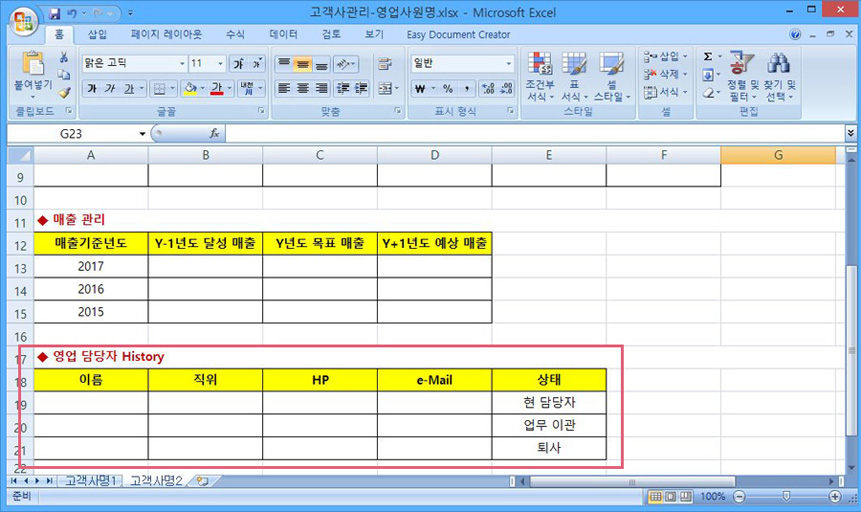 고객사관리-영업사원명.xlsx - Microsoft Excel
홈 삽입 페이지 레이아웃 수식 데이터 검토 보기 Easy Document Creator
맑은 고딕 11 일반 삽입 Σ
붙여넣기 가 가 가 가 조건부 서식 표 서식 셀 스타일 삭제 서식 정렬 및 필터 찾기 및 선택
클립보드 글꼴 맞춤 표시 형식 스타일 셀 편집
G23 fx
A B C D E F G
9
10
11 ◆ 매출 관리
12 매출기준년도 Y-1년도 달성 매출 Y년도 목표 매출 Y+1년도 예상 매출
13 2017
14 2016
15 2015
16
17 ◆ 영업 담당자 History
18 이름 직위 HP e-Mail 상태
19 현 담당자
20 업무 이관
21 퇴사
22
고객사명1 고객사명2
준비 100%